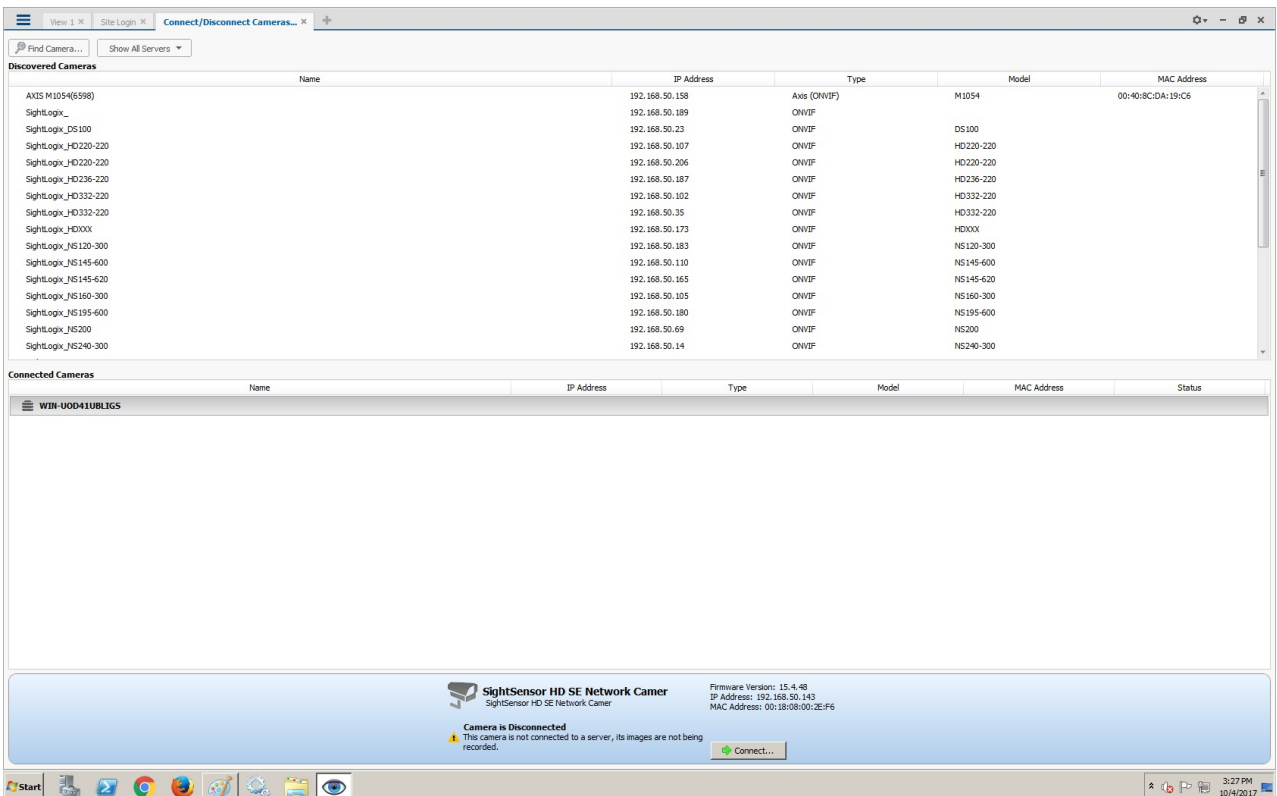 View 1 Site Login Connect/Disconnect Cameras...
Find Camera... Show All Servers
Discovered Cameras
Name IP Address Type Model MAC Address
AXIS M1054(6598) 192.168.50.158 Axis (ONVIF) M1054 00:40:8C:DA:19:C6
SightLogix_ 192.168.50.189 ONVIF
SightLogix_DS100 192.168.50.23 ONVIF DS100
SightLogix_HD220-220 192.168.50.107 ONVIF HD220-220
SightLogix_HD220-220 192.168.50.206 ONVIF HD220-220
SightLogix_HD236-220 192.168.50.187 ONVIF HD236-220
SightLogix_HD332-220 192.168.50.102 ONVIF HD332-220
SightLogix_HD332-220 192.168.50.35 ONVIF HD332-220
SightLogix_HDXXX 192.168.50.173 ONVIF HDXXX
SightLogix_NS120-300 192.168.50.183 ONVIF NS120-300
SightLogix_NS145-600 192.168.50.110 ONVIF NS145-600
SightLogix_NS145-620 192.168.50.165 ONVIF NS145-620
SightLogix_NS160-300 192.168.50.105 ONVIF NS160-300
SightLogix_NS195-600 192.168.50.180 ONVIF NS195-600
SightLogix_NS200 192.168.50.69 ONVIF NS200
SightLogix_NS240-300 192.168.50.14 ONVIF NS240-300
Connected Cameras
Name IP Address Type Model MAC Address Status
WIN-UOD41UBLIGS
SightSensor HD SE Network Camer
SightSensor HD SE Network Camer
Firmware Version: 15.4.48
IP Address: 192.168.50.143
MAC Address: 00:18:08:00:2E:F6
Camera is Disconnected
This camera is not connected to a server, its images are not being
recorded.
Connect...
Start
3:27 PM
10/4/2017